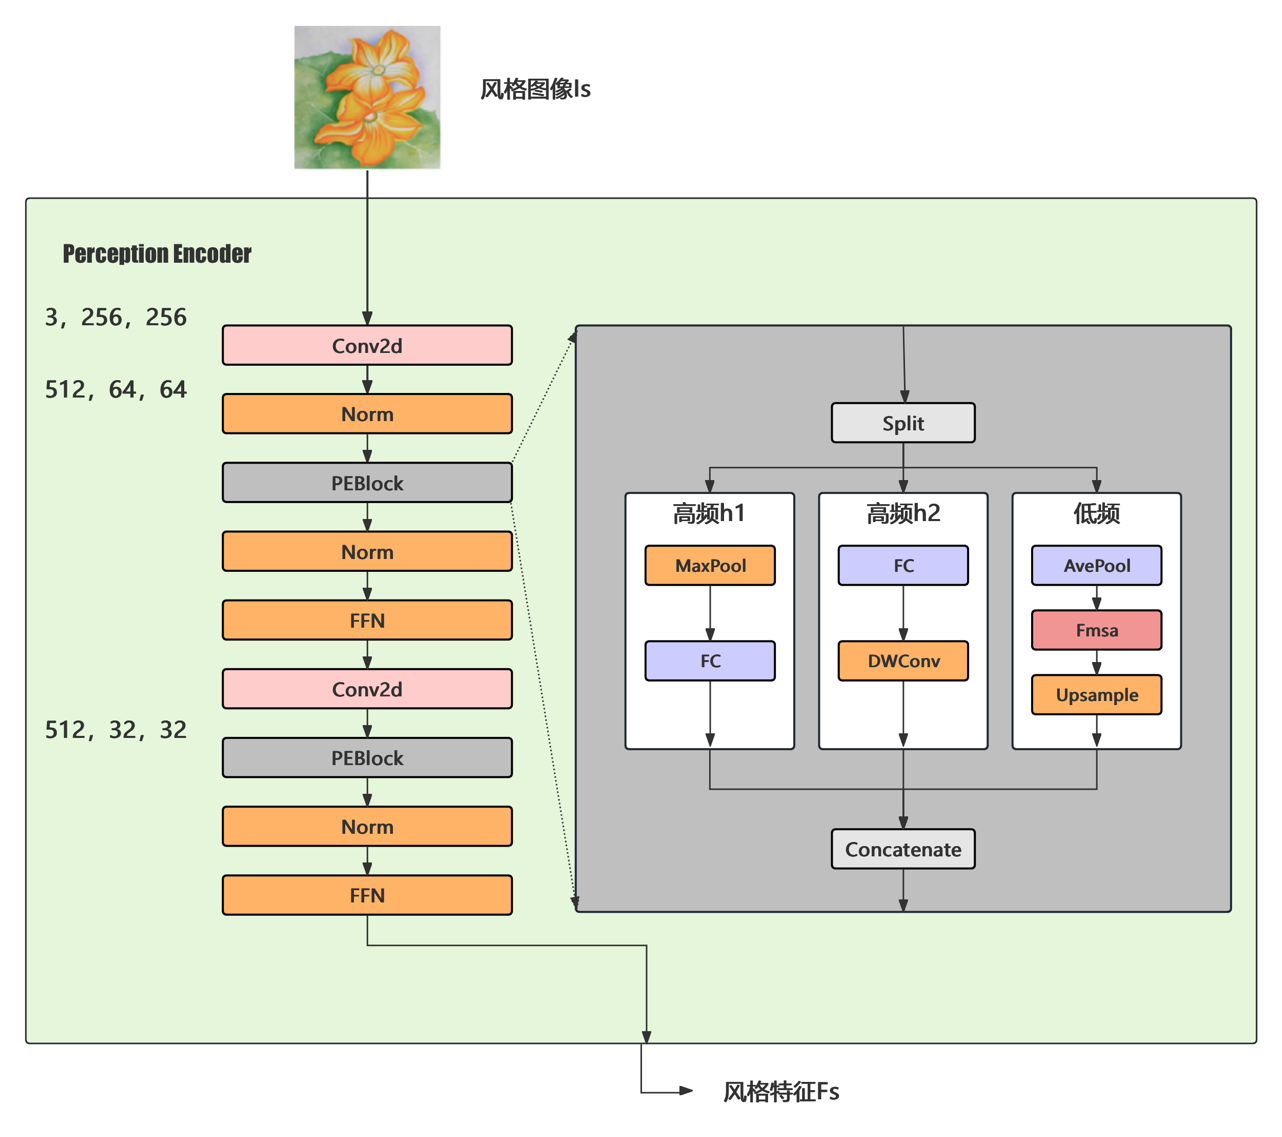 风格图像Is
Perception Encoder
3，256，256
Conv2d
512，64，64
Norm
PEBlock
Norm
FFN
Conv2d
512，32，32
PEBlock
Norm
FFN
Split
高频h1
MaxPool
FC
高频h2
FC
DWConv
低频
AvePool
Fmsa
Upsample
Concatenate
风格特征Fs